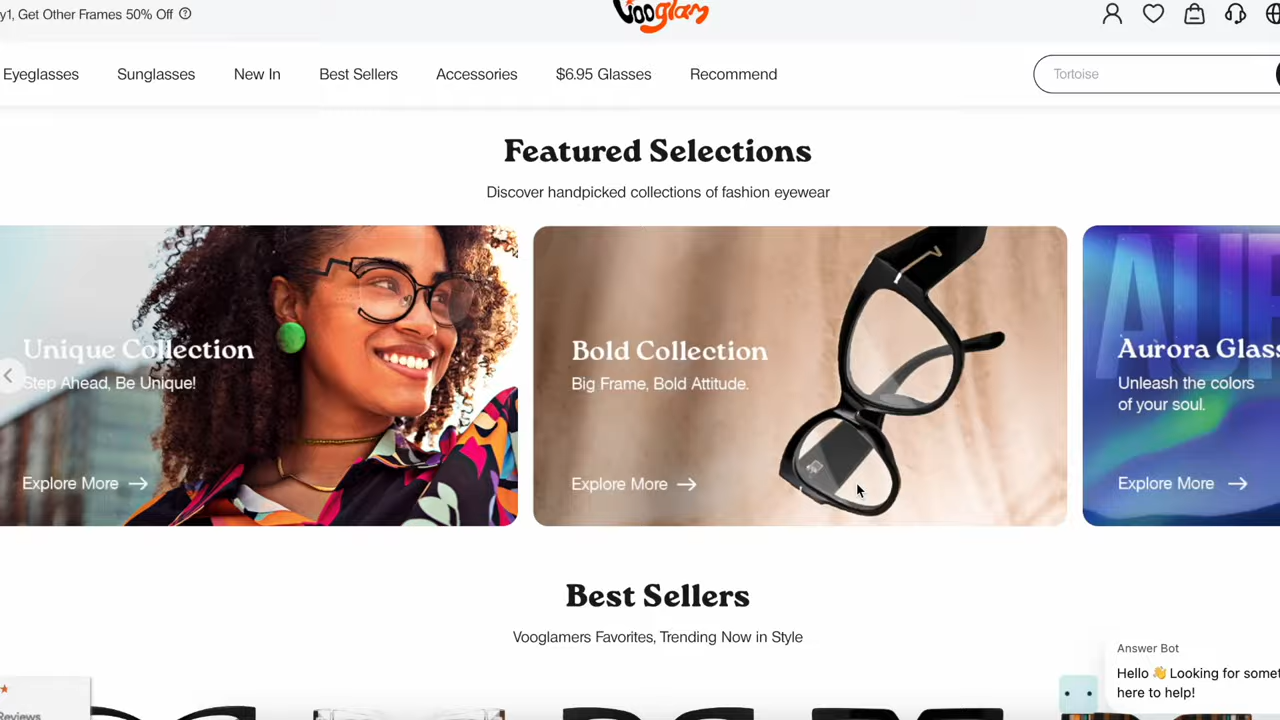 y1, Get Other Frames 50% Off
Vooglam
Eyeglasses Sunglasses New In Best Sellers Accessories $6.95 Glasses Recommend
Tortoise
Featured Selections
Discover handpicked collections of fashion eyewear
Unique Collection
Step Ahead, Be Unique!
Explore More
Bold Collection
Big Frame, Bold Attitude.
Explore More
AUR
Aurora Glass
Unleash the colors
of your soul.
Explore More
Best Sellers
Vooglamers Favorites, Trending Now in Style
Answer Bot
Hello 👋 Looking for somet
here to help!
Reviews